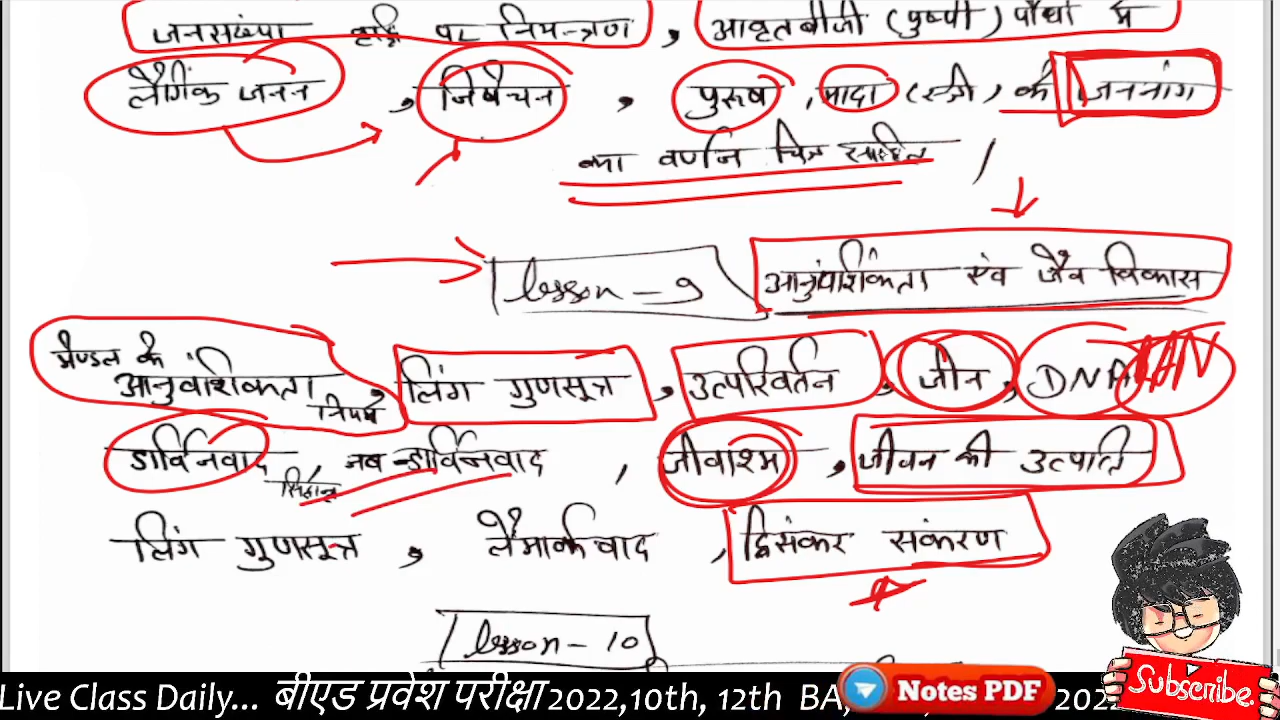 जनसंख्या वृद्धि पर नियन्त्रण , आवृतबीजी (पुष्पी) पौधों में
लैंगिक जनन , निषेचन , पुरुष , मादा (स्त्री) के जननांग
का वर्णन चित्र सहित /
lesson - 9 आनुवंशिकता एवं जैव विकास
मेण्डल के
आनुवंशिकता नियम , लिंग गुणसूत्र , उत्परिवर्तन , जीन , DNA
डार्विनवाद सिद्धान्त नव-डार्विनवाद , जीवाश्म , जीवन की उत्पत्ति
लिंग गुणसूत्र , लैमार्कवाद , द्विसंकर संकरण
lesson - 10
Live Class Daily... बीएड प्रवेश परीक्षा 2022,10th, 12th BA,
Notes PDF
Subscribe